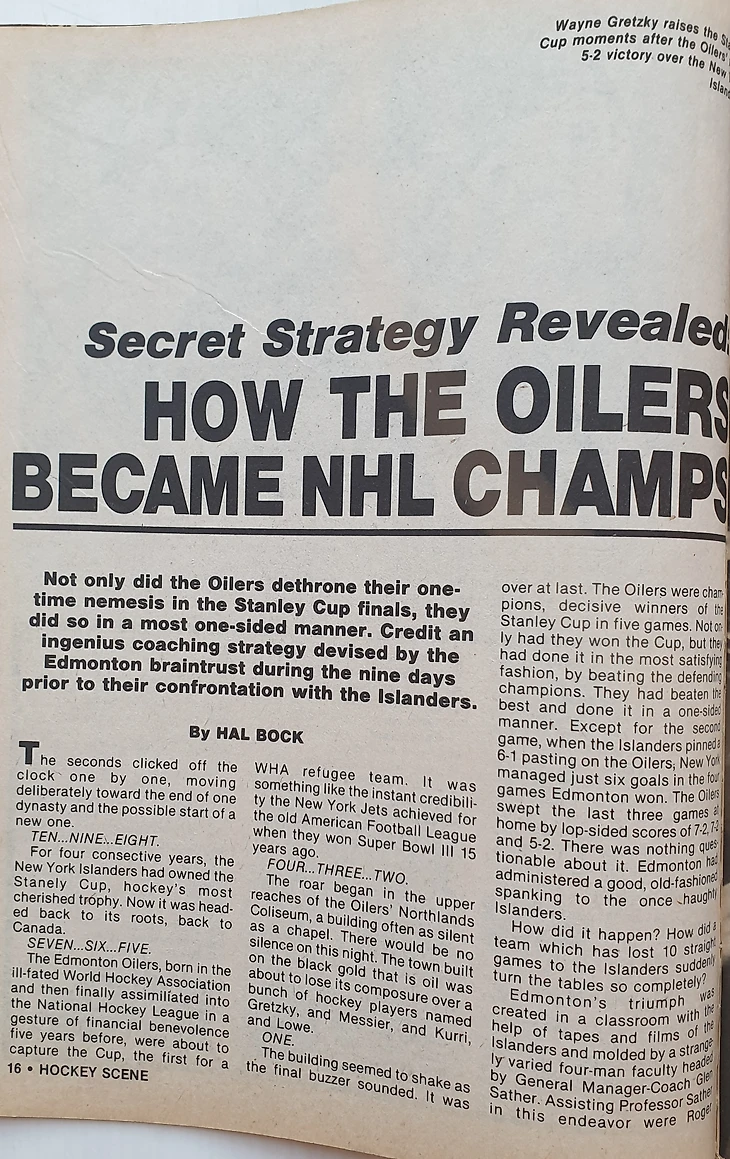 Wayne Gretzky raises the
Cup moments after the Oilers'
5-2 victory over the New
Secret Strategy Revealed:
HOW THE OILERS
BECAME NHL CHAMPS
Not only did the Oilers dethrone their one-
time nemesis in the Stanley Cup finals, they
did so in a most one-sided manner. Credit an
ingenius coaching strategy devised by the
Edmonton braintrust during the nine days
prior to their confrontation with the Islanders.
By HAL BOCK
The seconds clicked off the
clock one by one, moving
deliberately toward the end of one
dynasty and the possible start of a
new one.
TEN...NINE...EIGHT.
For four consective years, the
New York Islanders had owned the
Stanely Cup, hockey's most
cherished trophy. Now it was head-
ed back to its roots, back to
Canada.
SEVEN...SIX...FIVE.
The Edmonton Oilers, born in the
ill-fated World Hockey Association
and then finally assimiliated into
the National Hockey League in a
gesture of financial benevolence
five years before, were about to
capture the Cup, the first for a
WHA refugee team. It was
something like the instant credibili-
ty the New York Jets achieved for
the old American Football League
when they won Super Bowl III 15
years ago.
FOUR...THREE...TWO.
The roar began in the upper
reaches of the Oilers' Northlands
Coliseum, a building often as silent
as a chapel. There would be no
silence on this night. The town built
on the black gold that is oil was
about to lose its composure over a
bunch of hockey players named
Gretzky, and Messier, and Kurri,
and Lowe.
ONE.
The building seemed to shake as
the final buzzer sounded. It was
over at last. The Oilers were cham-
pions, decisive winners of the
Stanley Cup in five games. Not on-
ly had they won the Cup, but they
had done it in the most satisfying
fashion, by beating the defending
champions. They had beaten the
best and done it in a one-sided
manner. Except for the second
game, when the Islanders pinned a
6-1 pasting on the Oilers, New York
managed just six goals in the four
games Edmonton won. The Oilers
swept the last three games at
home by lop-sided scores of 7-2, 7-2
and 5-2. There was nothing ques-
tionable about it. Edmonton had
administered a good, old-fashioned
spanking to the once haughty
Islanders.
How did it happen? How did a
team which has lost 10 straight
games to the Islanders suddenly
turn the tables so completely?
Edmonton's triumph was
created in a classroom with the
help of tapes and films of the
Islanders and molded by a strange-
ly varied four-man faculty headed
by General Manager-Coach Glen
Sather. Assisting Professor Sather
in this endeavor were Roger
16 • HOCKEY SCENE